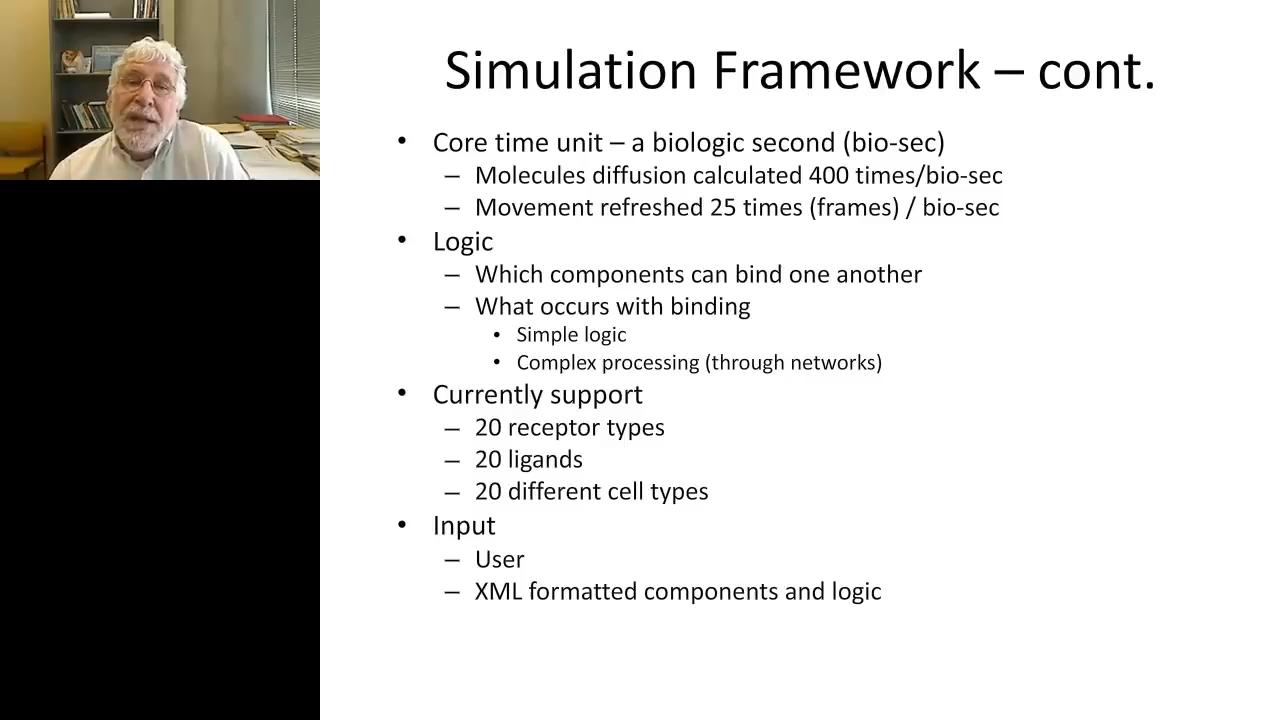 Simulation Framework – cont.
• Core time unit – a biologic second (bio-sec)
– Molecules diffusion calculated 400 times/bio-sec
– Movement refreshed 25 times (frames) / bio-sec
• Logic
– Which components can bind one another
– What occurs with binding
• Simple logic
• Complex processing (through networks)
• Currently support
– 20 receptor types
– 20 ligands
– 20 different cell types
• Input
– User
– XML formatted components and logic